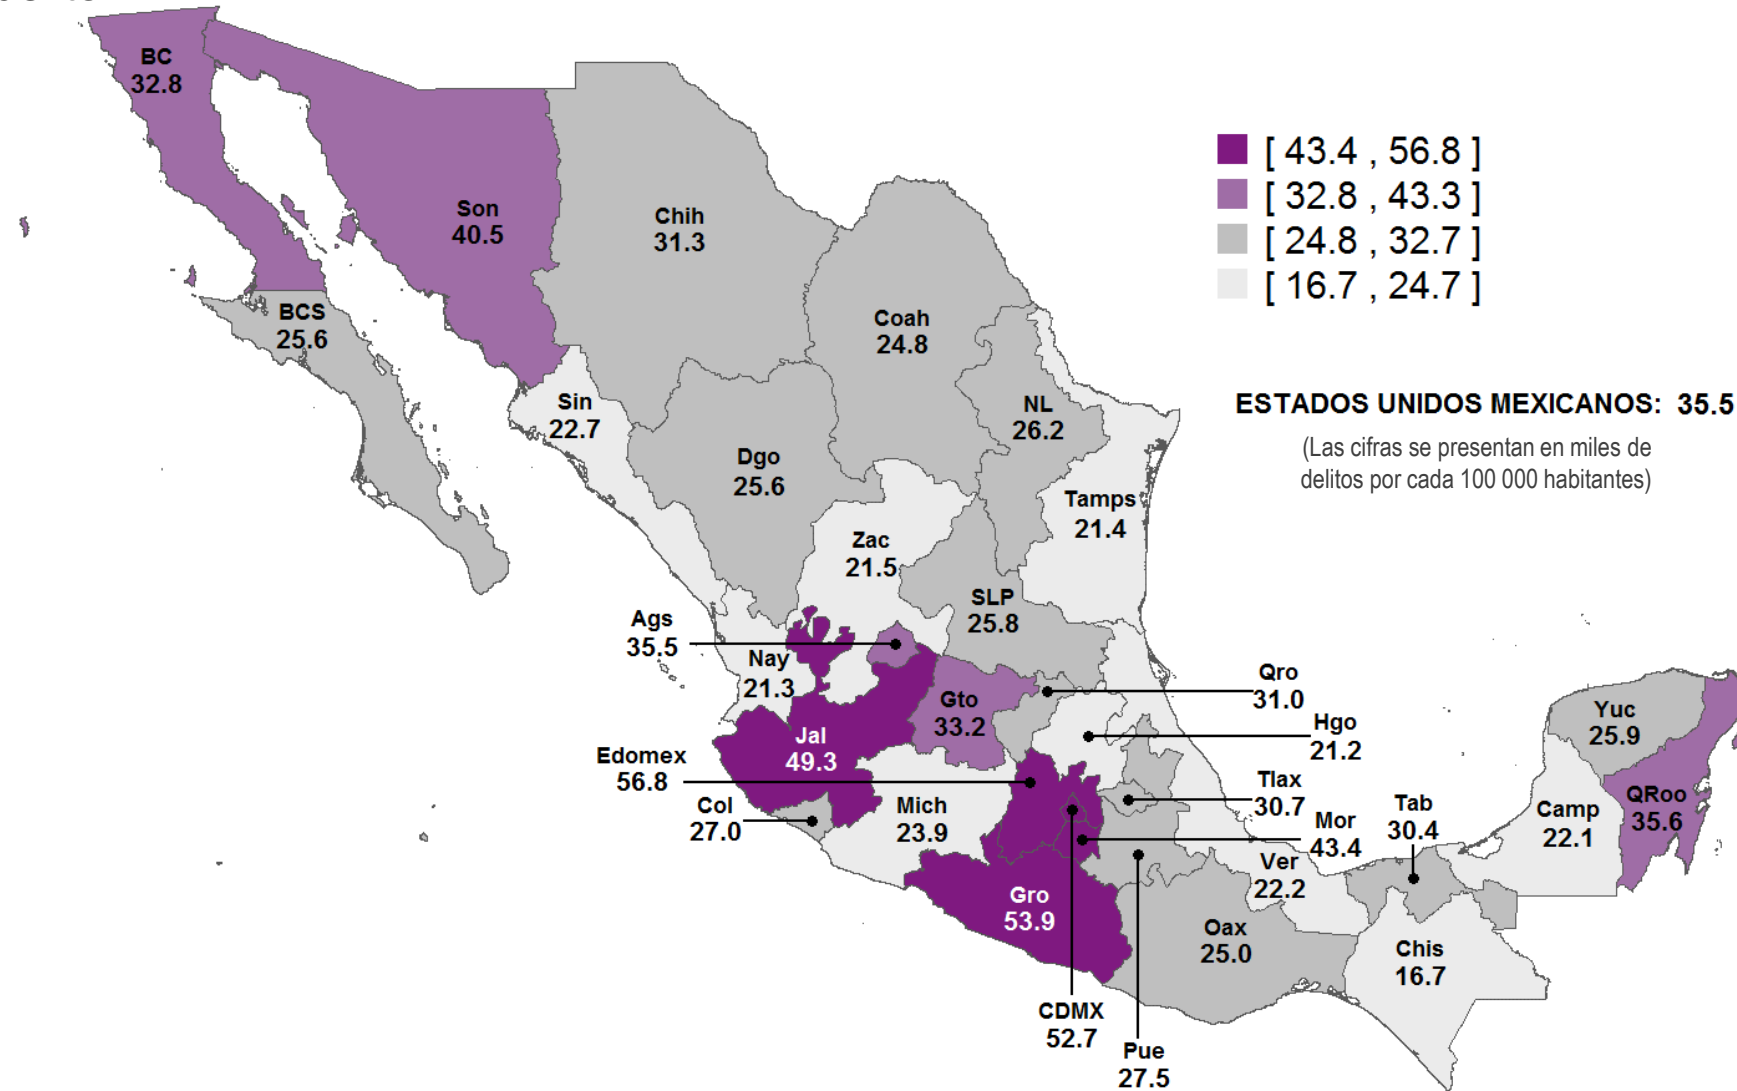 BC
32.8
Son
40.5
Chih
31.3
[ 43.4 , 56.8 ]
[ 32.8 , 43.3 ]
[ 24.8 , 32.7 ]
[ 16.7 , 24.7 ]
BCS
25.6
Coah
24.8
ESTADOS UNIDOS MEXICANOS: 35.5
(Las cifras se presentan en miles de
delitos por cada 100 000 habitantes)
Sin
22.7
NL
26.2
Dgo
25.6
Tamps
21.4
Zac
21.5
SLP
25.8
Ags
35.5
Nay
21.3
Qro
31.0
Gto
33.2
Hgo
21.2
Yuc
25.9
Jal
49.3
Edomex
56.8
Tlax
30.7
Col
27.0
Mich
23.9
Mor
43.4
Tab
30.4
Camp
22.1
QRoo
35.6
Ver
22.2
Gro
53.9
Oax
25.0
Chis
16.7
CDMX
52.7
Pue
27.5